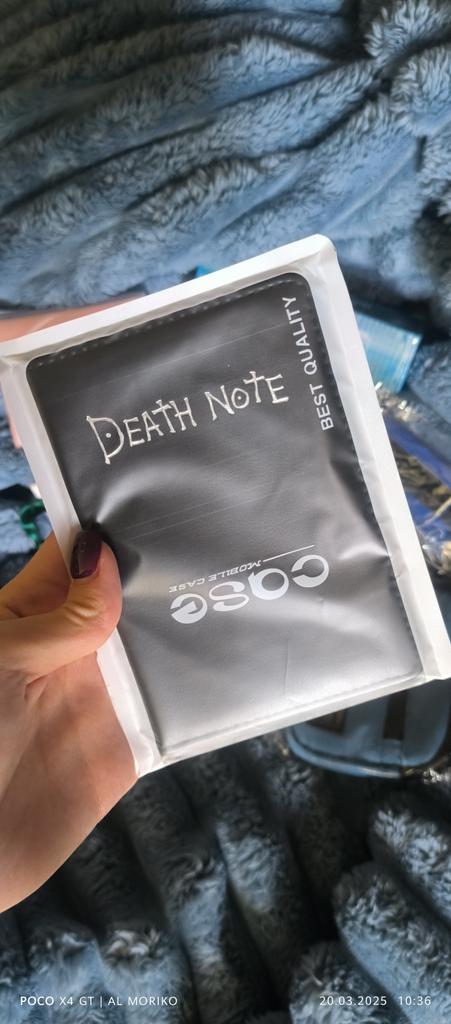 DEATH NOTE
BEST QUALITY
case
MOBILE CASE
POCO X4 GT | AL MORIKO
20.03.2025 10:36